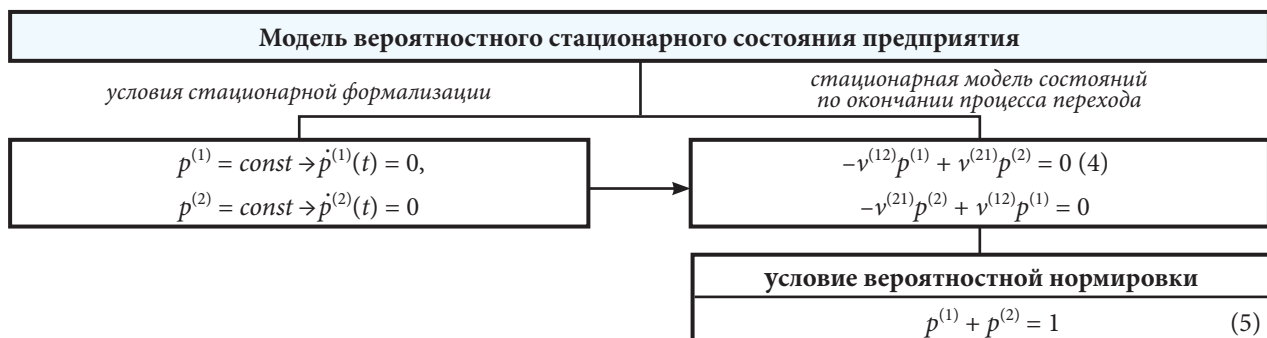 Модель вероятностного стационарного состояния предприятия
условия стационарной формализации
стационарная модель состояний
по окончании процесса перехода
p⁽¹⁾ = const → ṗ⁽¹⁾(t) = 0,
p⁽²⁾ = const → ṗ⁽²⁾(t) = 0
–ν⁽¹²⁾p⁽¹⁾ + ν⁽²¹⁾p⁽²⁾ = 0 (4)
–ν⁽²¹⁾p⁽²⁾ + ν⁽¹²⁾p⁽¹⁾ = 0
условие вероятностной нормировки
p⁽¹⁾ + p⁽²⁾ = 1 (5)